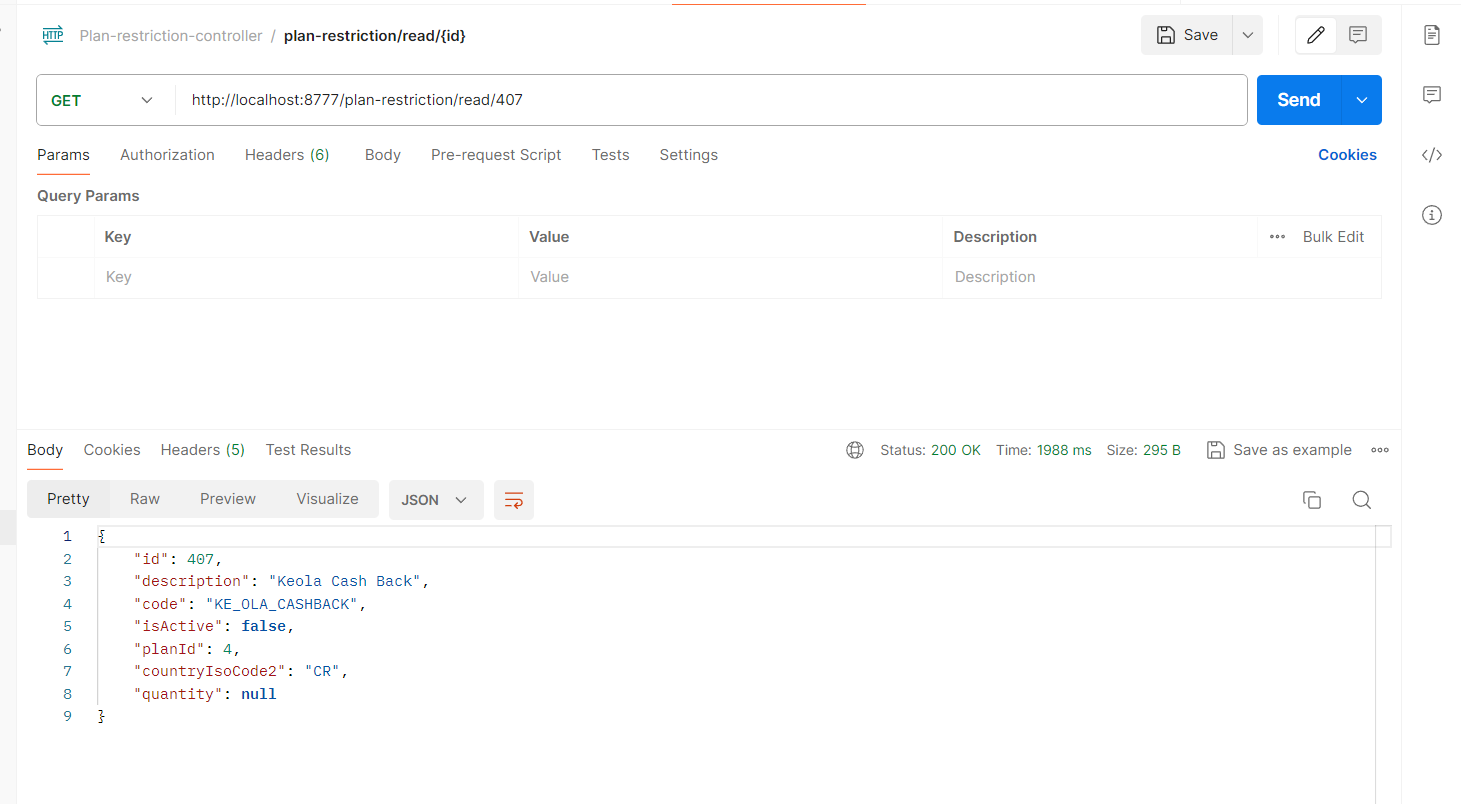 HTTP Plan-restriction-controller / plan-restriction/read/{id} Save
GET http://localhost:8777/plan-restriction/read/407 Send
Params Authorization Headers (6) Body Pre-request Script Tests Settings Cookies
Query Params
Key Value Description Bulk Edit
Key Value Description
Body Cookies Headers (5) Test Results Status: 200 OK Time: 1988 ms Size: 295 B Save as example
Pretty Raw Preview Visualize JSON
1 {
2 "id": 407,
3 "description": "Keola Cash Back",
4 "code": "KE_OLA_CASHBACK",
5 "isActive": false,
6 "planId": 4,
7 "countryIsoCode2": "CR",
8 "quantity": null
9 }